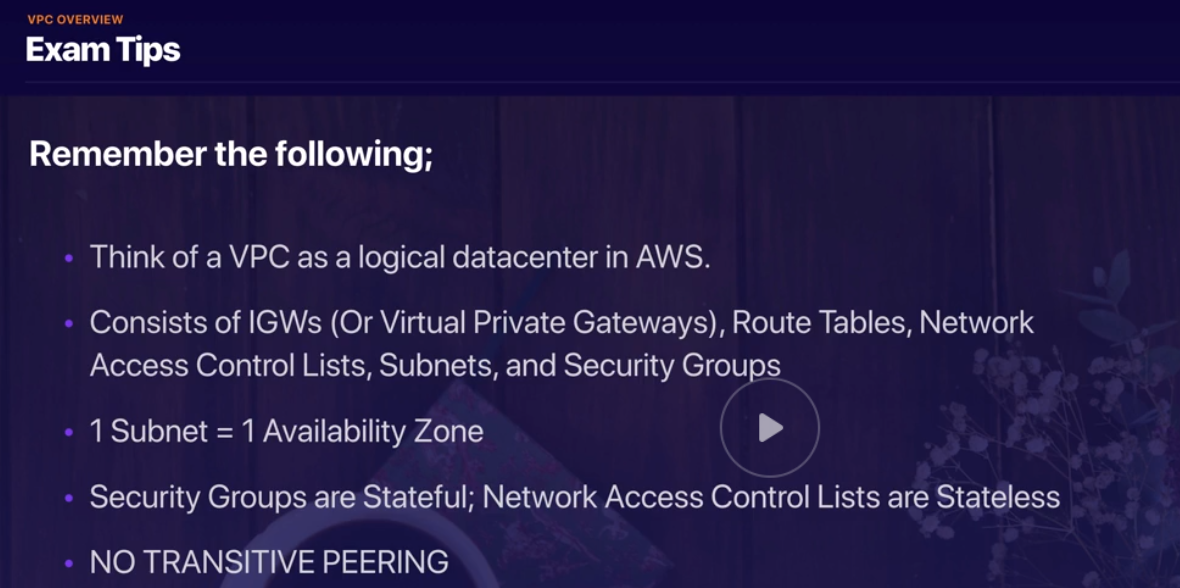 VPC OVERVIEW
Exam Tips
Remember the following;
• Think of a VPC as a logical datacenter in AWS.
• Consists of IGWs (Or Virtual Private Gateways), Route Tables, Network
Access Control Lists, Subnets, and Security Groups
• 1 Subnet = 1 Availability Zone
• Security Groups are Stateful; Network Access Control Lists are Stateless
• NO TRANSITIVE PEERING